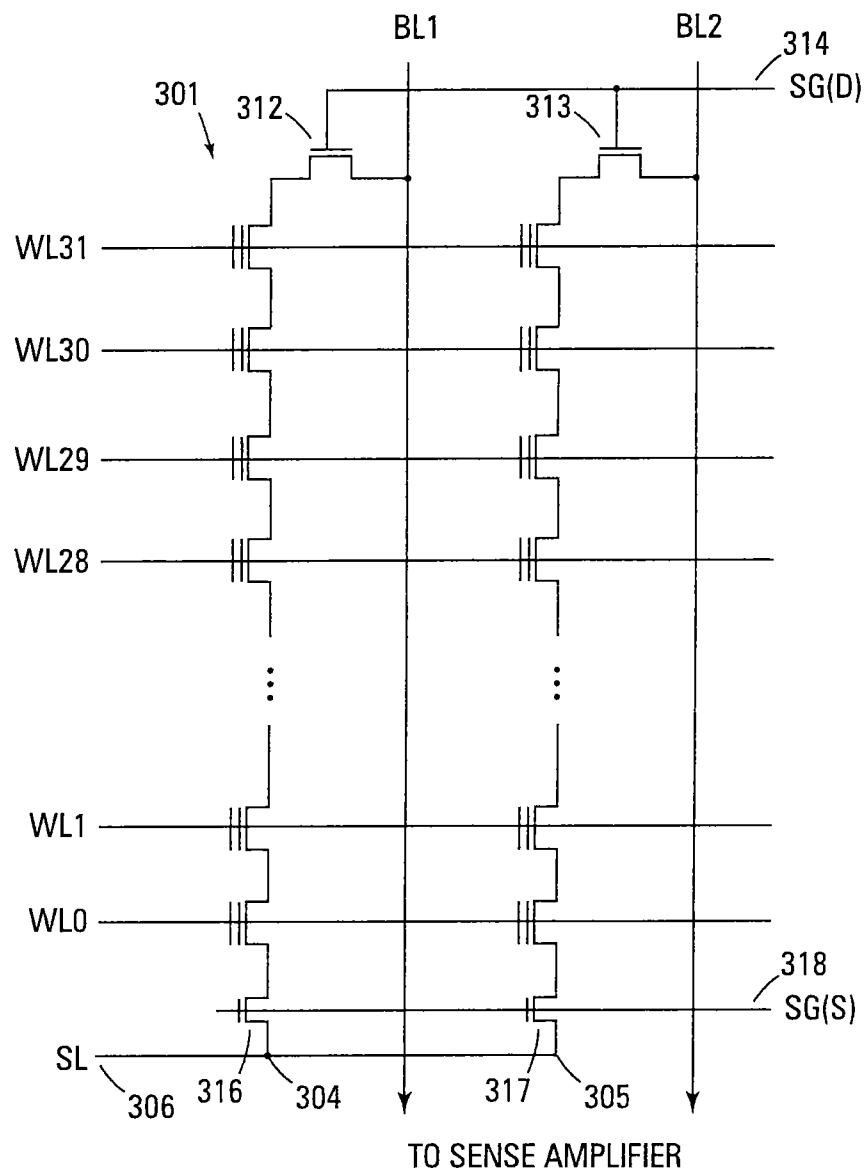 BL1
BL2
314
SG(D)
301
312
313
WL31
WL30
WL29
WL28
WL1
WL0
318
SG(S)
SL
306
316
304
317
305
TO SENSE AMPLIFIER